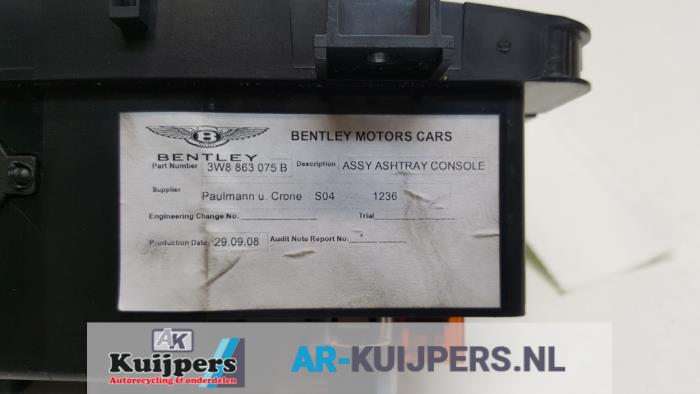 B
BENTLEY
BENTLEY MOTORS CARS
Part Number 3W8 863 075 B Description ASSY ASHTRAY CONSOLE
Supplier Paulmann u. Crone S04 1236
Engineering Change No. Trial
Production Date 29.09.08 Audit Note Report No.
AK
Kuijpers
Autorecycling & onderdelen
AR-KUIJPERS.NL